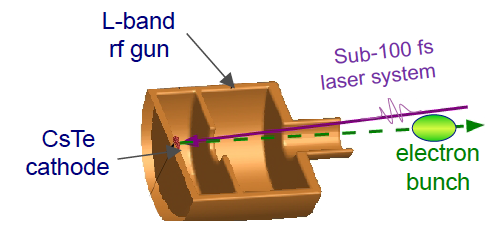 L-band
rf gun
Sub-100 fs
laser system
CsTe
cathode
electron
bunch